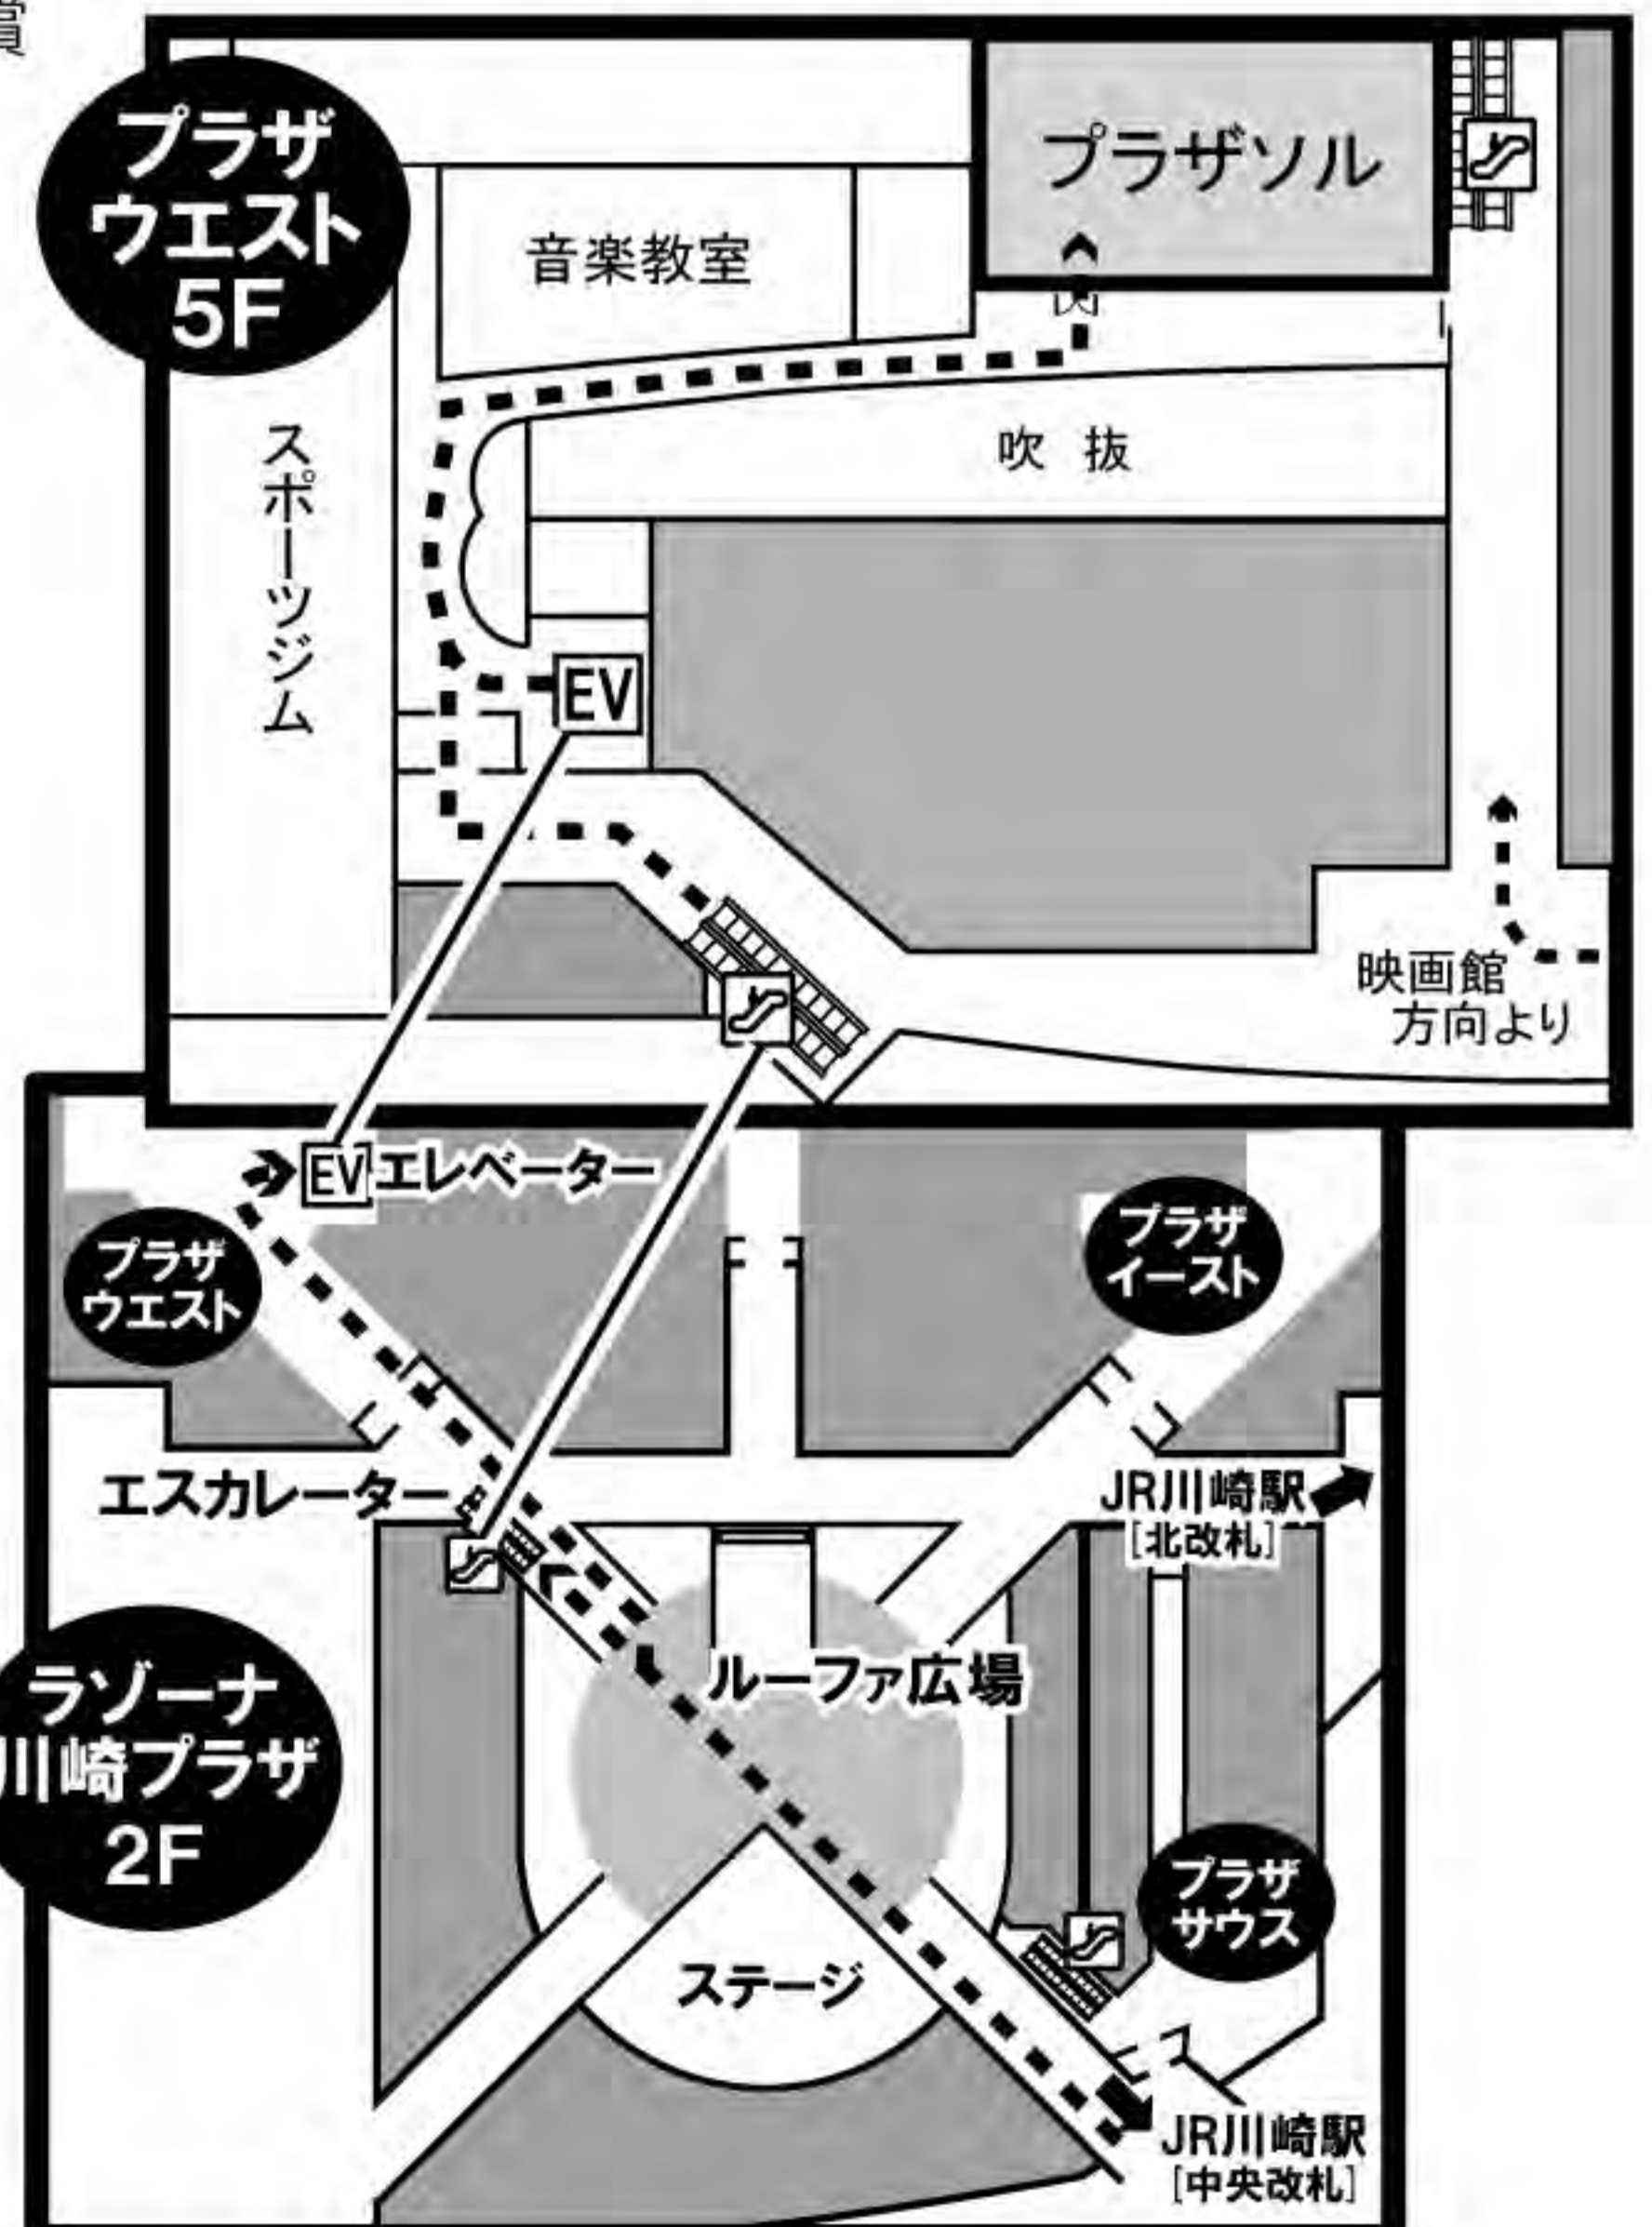 プラザ
ウエスト
5F
プラザソル
音楽教室
吹 抜
スポーツジム
EV
映画館
方向より
EV エレベーター
プラザ
ウエスト
プラザ
イースト
エスカレーター
JR川崎駅
[北改札]
ルーファ広場
ラゾーナ
川崎プラザ
2F
プラザ
サウス
ステージ
JR川崎駅
[中央改札]